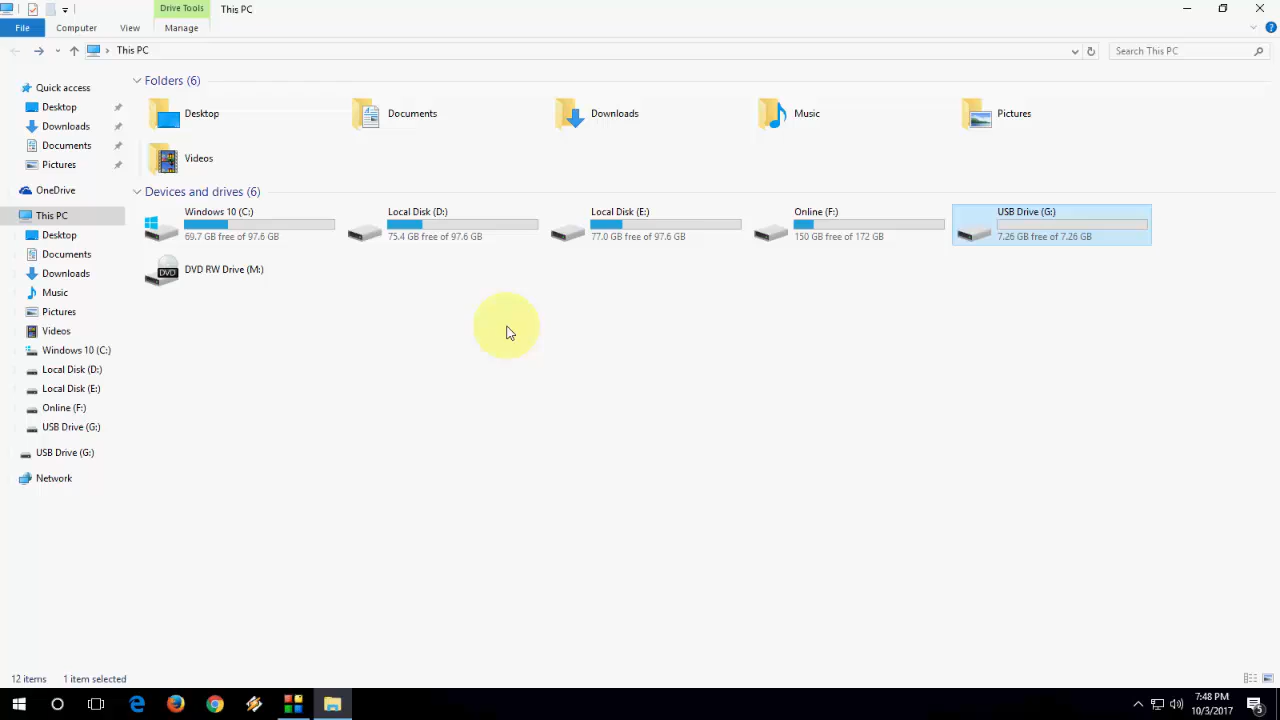 Drive Tools
This PC
File
Computer
View
Manage
This PC
Search This PC
Quick access
Desktop
Downloads
Documents
Pictures
OneDrive
This PC
Desktop
Documents
Downloads
Music
Pictures
Videos
Windows 10 (C:)
Local Disk (D:)
Local Disk (E:)
Online (F:)
USB Drive (G:)
USB Drive (G:)
Network
Folders (6)
Desktop
Documents
Downloads
Music
Pictures
Videos
Devices and drives (6)
Windows 10 (C:)
69.7 GB free of 97.6 GB
Local Disk (D:)
75.4 GB free of 97.6 GB
Local Disk (E:)
77.0 GB free of 97.6 GB
Online (F:)
150 GB free of 172 GB
USB Drive (G:)
7.26 GB free of 7.26 GB
DVD
DVD RW Drive (M:)
12 items
1 item selected
7:48 PM
10/3/2017
5